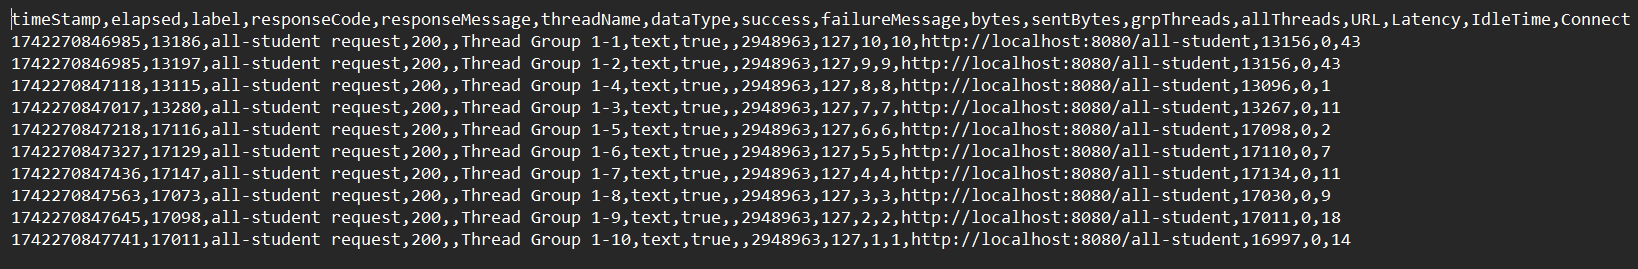 timeStamp,elapsed,label,responseCode,responseMessage,threadName,dataType,success,failureMessage,bytes,sentBytes,grpThreads,allThreads,URL,Latency,IdleTime,Connect
1742270846985,13186,all-student request,200,,Thread Group 1-1,text,true,,2948963,127,10,10,http://localhost:8080/all-student,13156,0,43
1742270846985,13197,all-student request,200,,Thread Group 1-2,text,true,,2948963,127,9,9,http://localhost:8080/all-student,13156,0,43
1742270847118,13115,all-student request,200,,Thread Group 1-4,text,true,,2948963,127,8,8,http://localhost:8080/all-student,13096,0,1
1742270847017,13280,all-student request,200,,Thread Group 1-3,text,true,,2948963,127,7,7,http://localhost:8080/all-student,13267,0,11
1742270847218,17116,all-student request,200,,Thread Group 1-5,text,true,,2948963,127,6,6,http://localhost:8080/all-student,17098,0,2
1742270847327,17129,all-student request,200,,Thread Group 1-6,text,true,,2948963,127,5,5,http://localhost:8080/all-student,17110,0,7
1742270847436,17147,all-student request,200,,Thread Group 1-7,text,true,,2948963,127,4,4,http://localhost:8080/all-student,17134,0,11
1742270847563,17073,all-student request,200,,Thread Group 1-8,text,true,,2948963,127,3,3,http://localhost:8080/all-student,17030,0,9
1742270847645,17098,all-student request,200,,Thread Group 1-9,text,true,,2948963,127,2,2,http://localhost:8080/all-student,17011,0,18
1742270847741,17011,all-student request,200,,Thread Group 1-10,text,true,,2948963,127,1,1,http://localhost:8080/all-student,16997,0,14